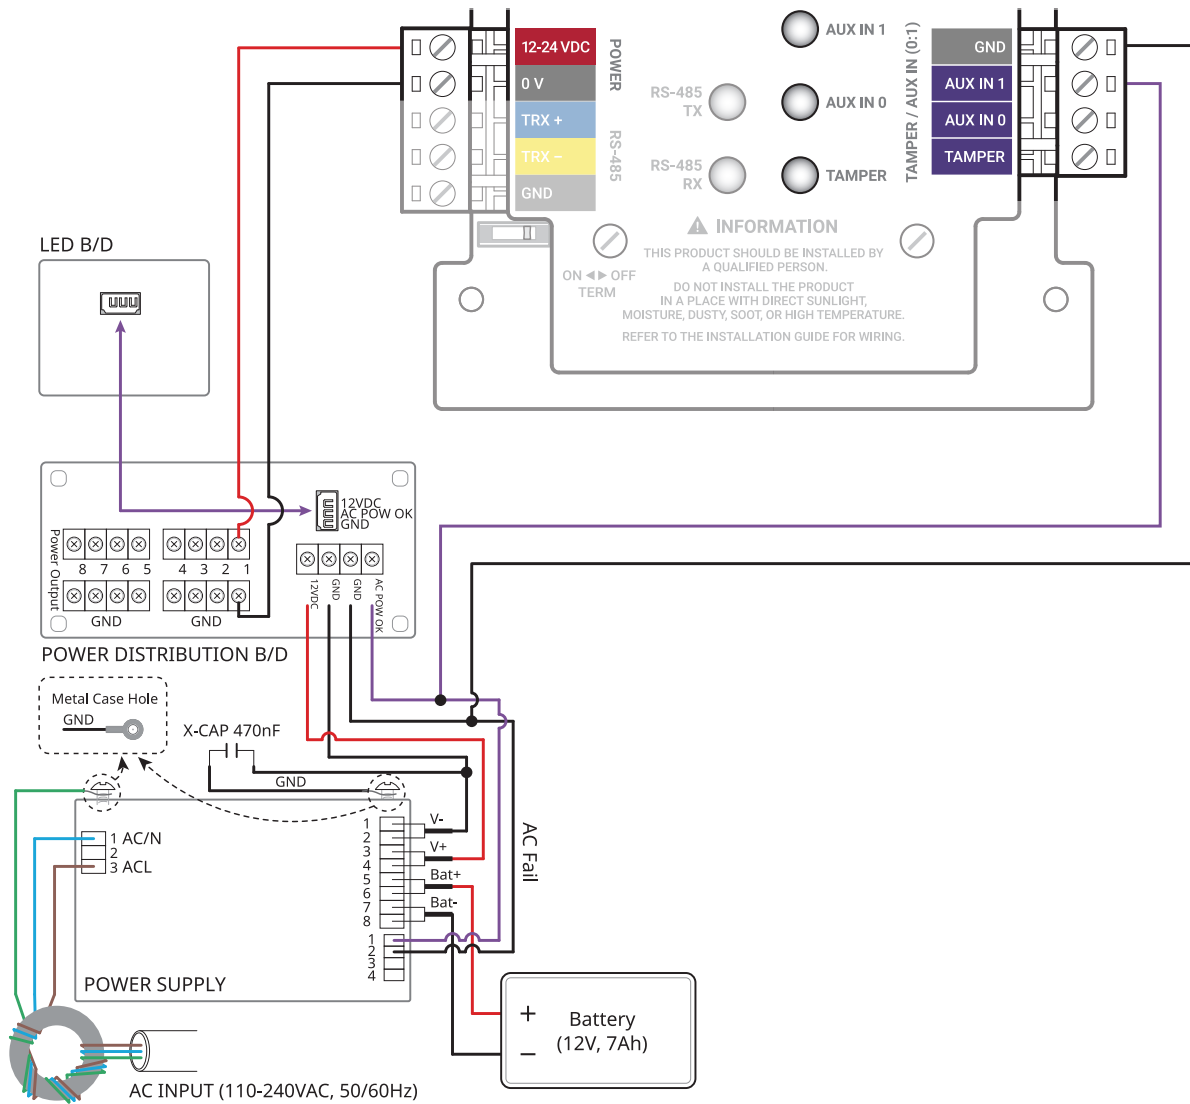 12-24 VDC
0 V
TRX +
TRX −
GND
POWER
RS-485
RS-485
TX
RS-485
RX
AUX IN 1
AUX IN 0
TAMPER
TAMPER / AUX IN (0:1)
GND
AUX IN 1
AUX IN 0
TAMPER
INFORMATION
THIS PRODUCT SHOULD BE INSTALLED BY
A QUALIFIED PERSON.
DO NOT INSTALL THE PRODUCT
IN A PLACE WITH DIRECT SUNLIGHT,
MOISTURE, DUSTY, SOOT, OR HIGH TEMPERATURE.
REFER TO THE INSTALLATION GUIDE FOR WIRING.
ON ◀▶ OFF
TERM
LED B/D
12VDC
AC POW OK
GND
Power Output
8 7 6 5
4 3 2 1
GND
GND
12VDC
GND
GND
AC POW OK
POWER DISTRIBUTION B/D
Metal Case Hole
GND
X-CAP 470nF
GND
1 AC/N
2
3 ACL
1
2
3
4
5
6
7
8
V-
V+
Bat+
Bat-
AC Fail
1
2
3
4
POWER SUPPLY
+
−
Battery
(12V, 7Ah)
AC INPUT (110-240VAC, 50/60Hz)